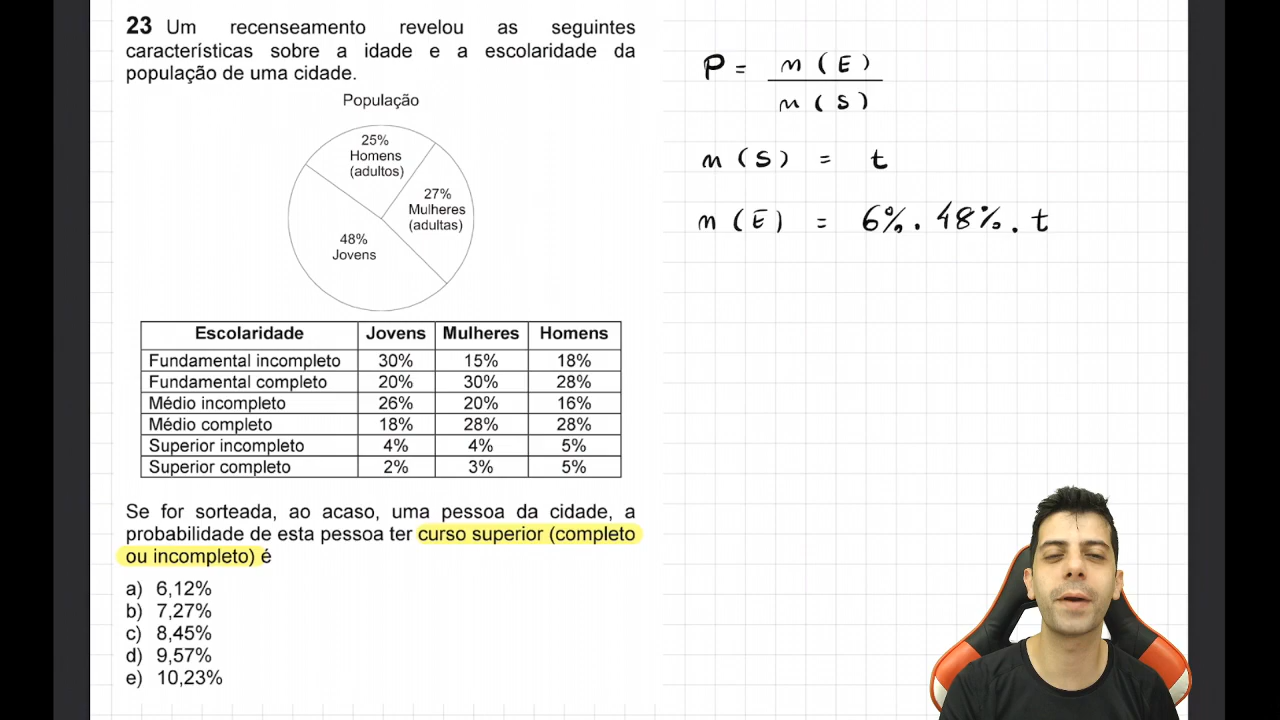 23 Um recenseamento revelou as seguintes
características sobre a idade e a escolaridade da
população de uma cidade.
População
25%
Homens
(adultos)
27%
Mulheres
(adultas)
48%
Jovens
Escolaridade Jovens Mulheres Homens
Fundamental incompleto 30% 15% 18%
Fundamental completo 20% 30% 28%
Médio incompleto 26% 20% 16%
Médio completo 18% 28% 28%
Superior incompleto 4% 4% 5%
Superior completo 2% 3% 5%
Se for sorteada, ao acaso, uma pessoa da cidade, a
probabilidade de esta pessoa ter curso superior (completo
ou incompleto) é
a) 6,12%
b) 7,27%
c) 8,45%
d) 9,57%
e) 10,23%
P = n(E)
n(S)
n(S) = t
n(E) = 6% . 48% . t